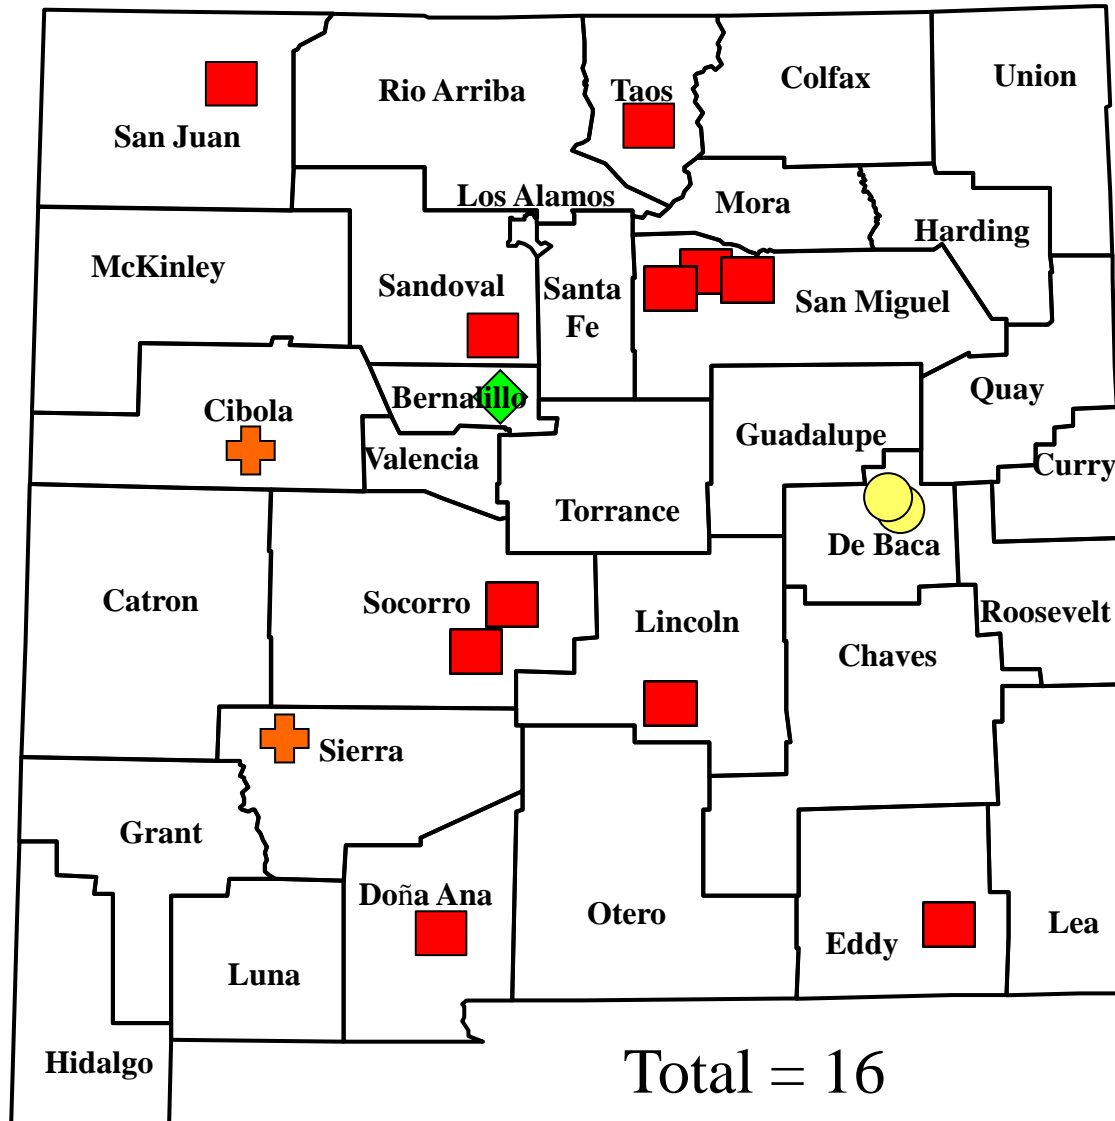 Rio Arriba
Taos
Colfax
Union
San Juan
Los Alamos
Mora
Harding
McKinley
Sandoval
Santa
Fe
San Miguel
Cibola
Bernalillo
Quay
Valencia
Guadalupe
Curry
Torrance
De Baca
Catron
Socorro
Lincoln
Roosevelt
Chaves
Sierra
Grant
Doña Ana
Otero
Eddy
Lea
Luna
Hidalgo
Total = 16